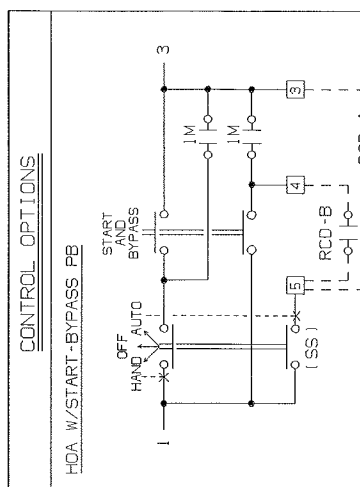 CONTROL OPTIONS
HOA W/START-BYPASS PB
HAND OFF AUTO
START
AND
BYPASS
1
3
1M
1M
(SS)
5
4
3
RCD-B